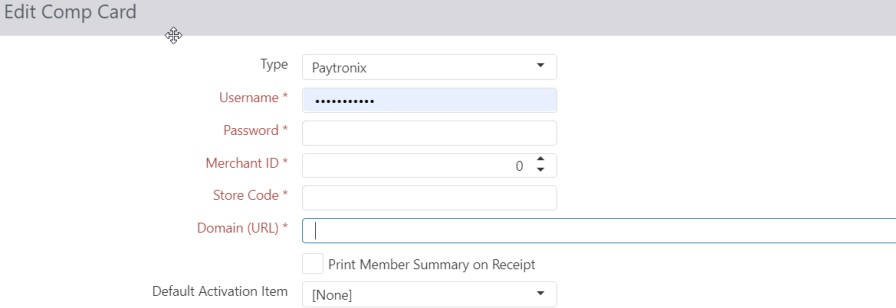 Edit Comp Card
Type Paytronix
Username * •••••••••••
Password *
Merchant ID * 0
Store Code *
Domain (URL) *
Print Member Summary on Receipt
Default Activation Item [None]